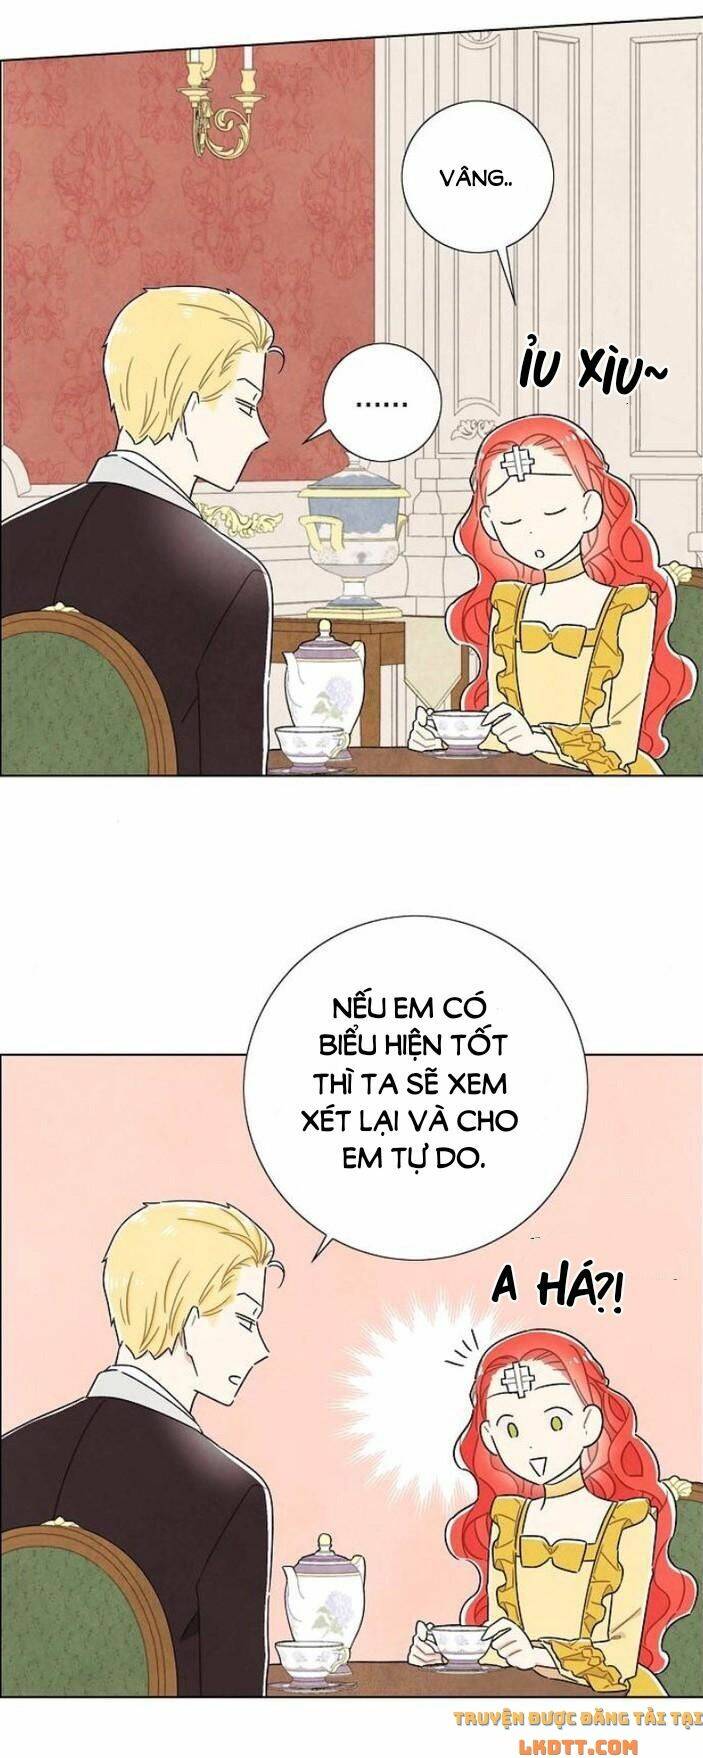 VÂNG..
ỈU XÌU~
......
NẾU EM CÓ
BIỂU HIỆN TỐT
THÌ TA SẼ XEM
XÉT LẠI VÀ CHO
EM TỰ DO.
A HÁ?!
TRUYỆN ĐƯỢC ĐĂNG TẢI TẠI
LKDTT.COM